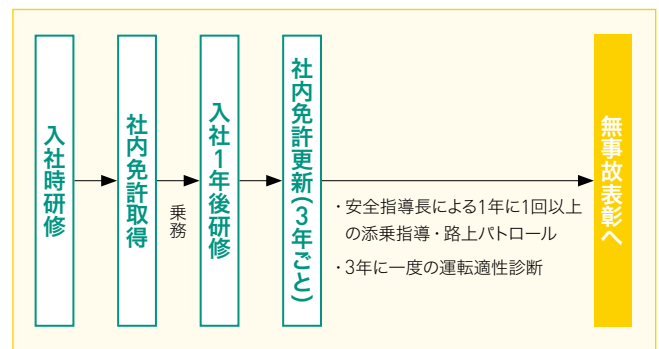 入社時研修
社内免許取得
乗務
入社1年後研修
社内免許更新(3年ごと)
・安全指導長による1年に1回以上
の添乗指導・路上パトロール
・3年に一度の運転適性診断
無事故表彰へ